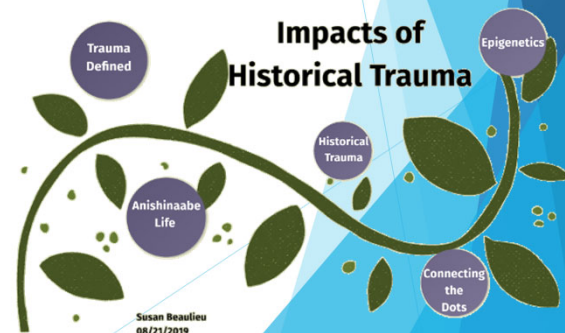 Impacts of
Historical Trauma
Trauma
Defined
Epigenetics
Historical
Trauma
Anishinaabe
Life
Connecting
the
Dots
Susan Beaulieu
08/21/2019